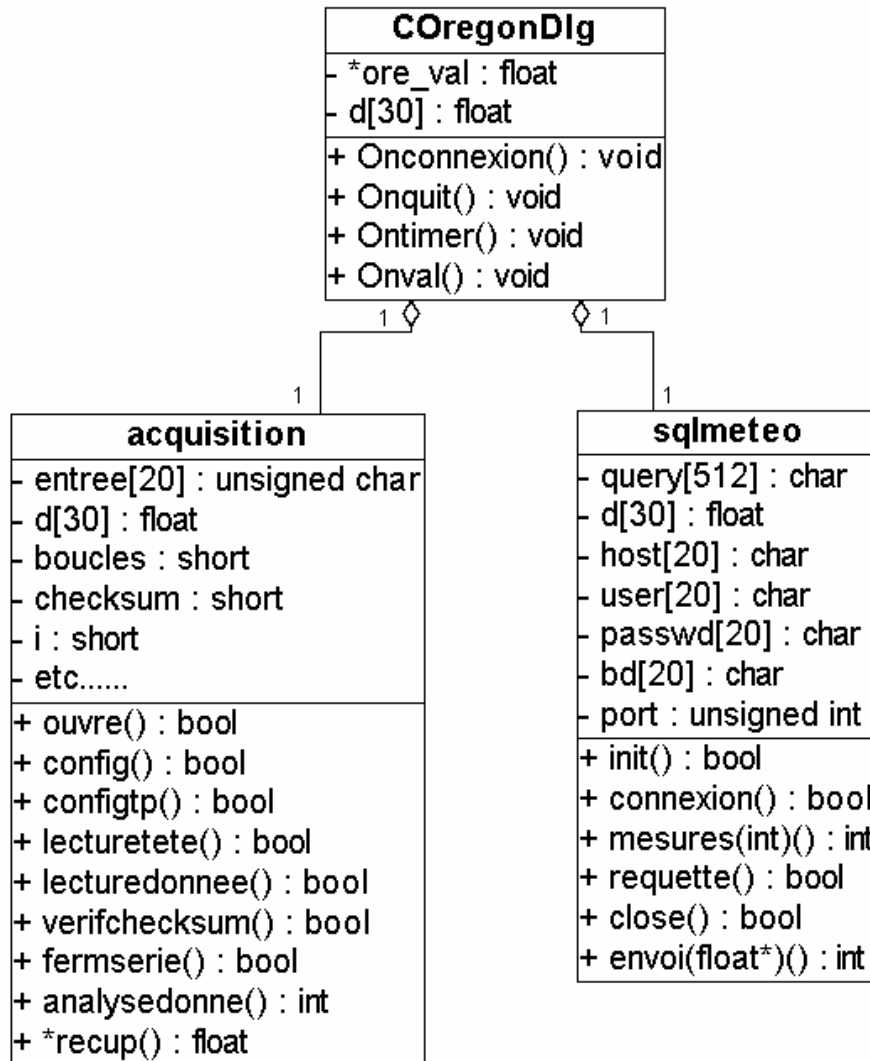 COregonDlg
- *ore_val : float
- d[30] : float
+ Onconnexion() : void
+ Onquit() : void
+ Ontimer() : void
+ Onval() : void
1
1
1
1
acquisition
- entree[20] : unsigned char
- d[30] : float
- boucles : short
- checksum : short
- i : short
- etc......
+ ouvre() : bool
+ config() : bool
+ configtp() : bool
+ lecturetete() : bool
+ lecturedonnee() : bool
+ verifchecksum() : bool
+ fermserie() : bool
+ analysedonne() : int
+ *recup() : float
sqlmeteo
- query[512] : char
- d[30] : float
- host[20] : char
- user[20] : char
- passwd[20] : char
- bd[20] : char
- port : unsigned int
+ init() : bool
+ connexion() : bool
+ mesures(int)() : int
+ requette() : bool
+ close() : bool
+ envoi(float*)() : int